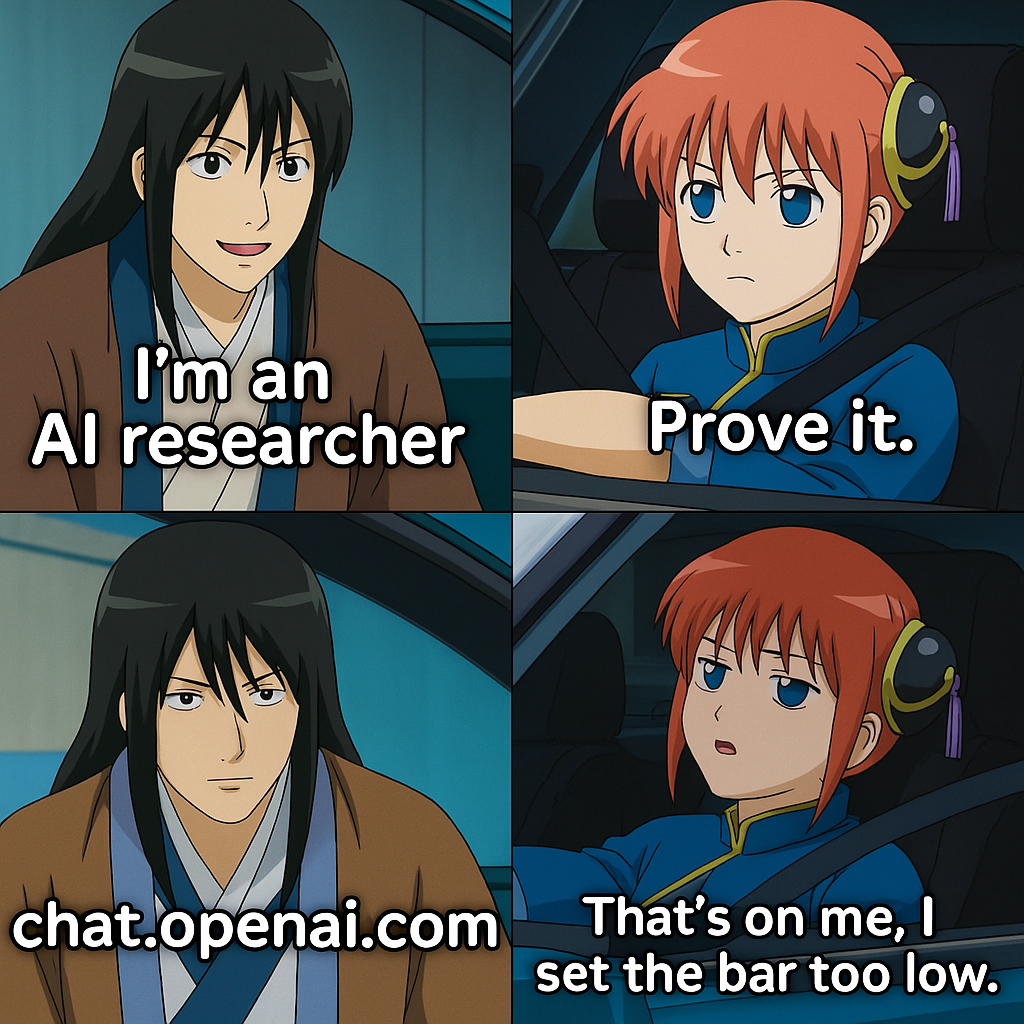 I'm an
AI researcher
Prove it.
chat.openai.com
That's on me, I
set the bar too low.